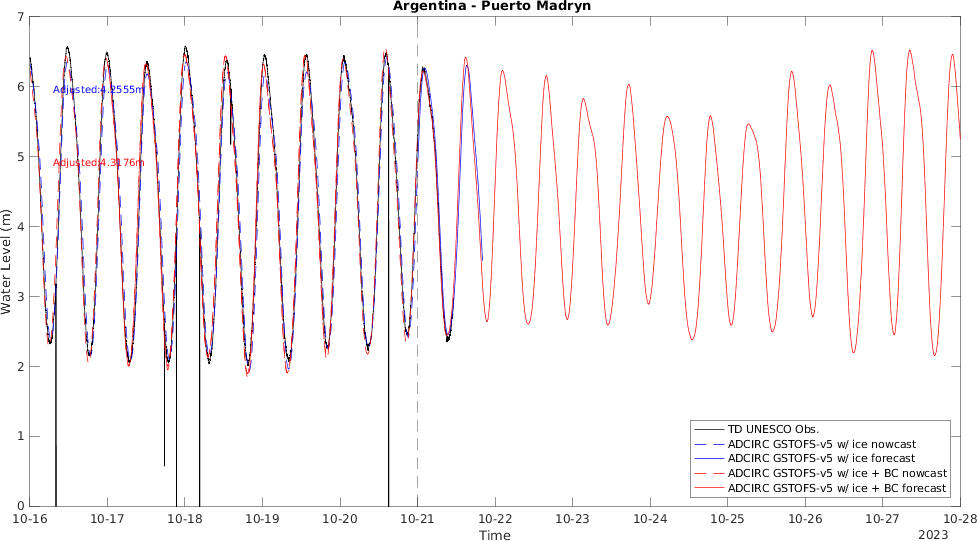 Argentina - Puerto Madryn
7
6
5
4
3
2
1
0
Water Level (m)
Adjusted:4.2555m
Adjusted:4.3176m
TD UNESCO Obs.
ADCIRC GSTOFS-v5 w/ ice nowcast
ADCIRC GSTOFS-v5 w/ ice forecast
ADCIRC GSTOFS-v5 w/ ice + BC nowcast
ADCIRC GSTOFS-v5 w/ ice + BC forecast
10-16 10-17 10-18 10-19 10-20 10-21 10-22 10-23 10-24 10-25 10-26 10-27 10-28
Time
2023